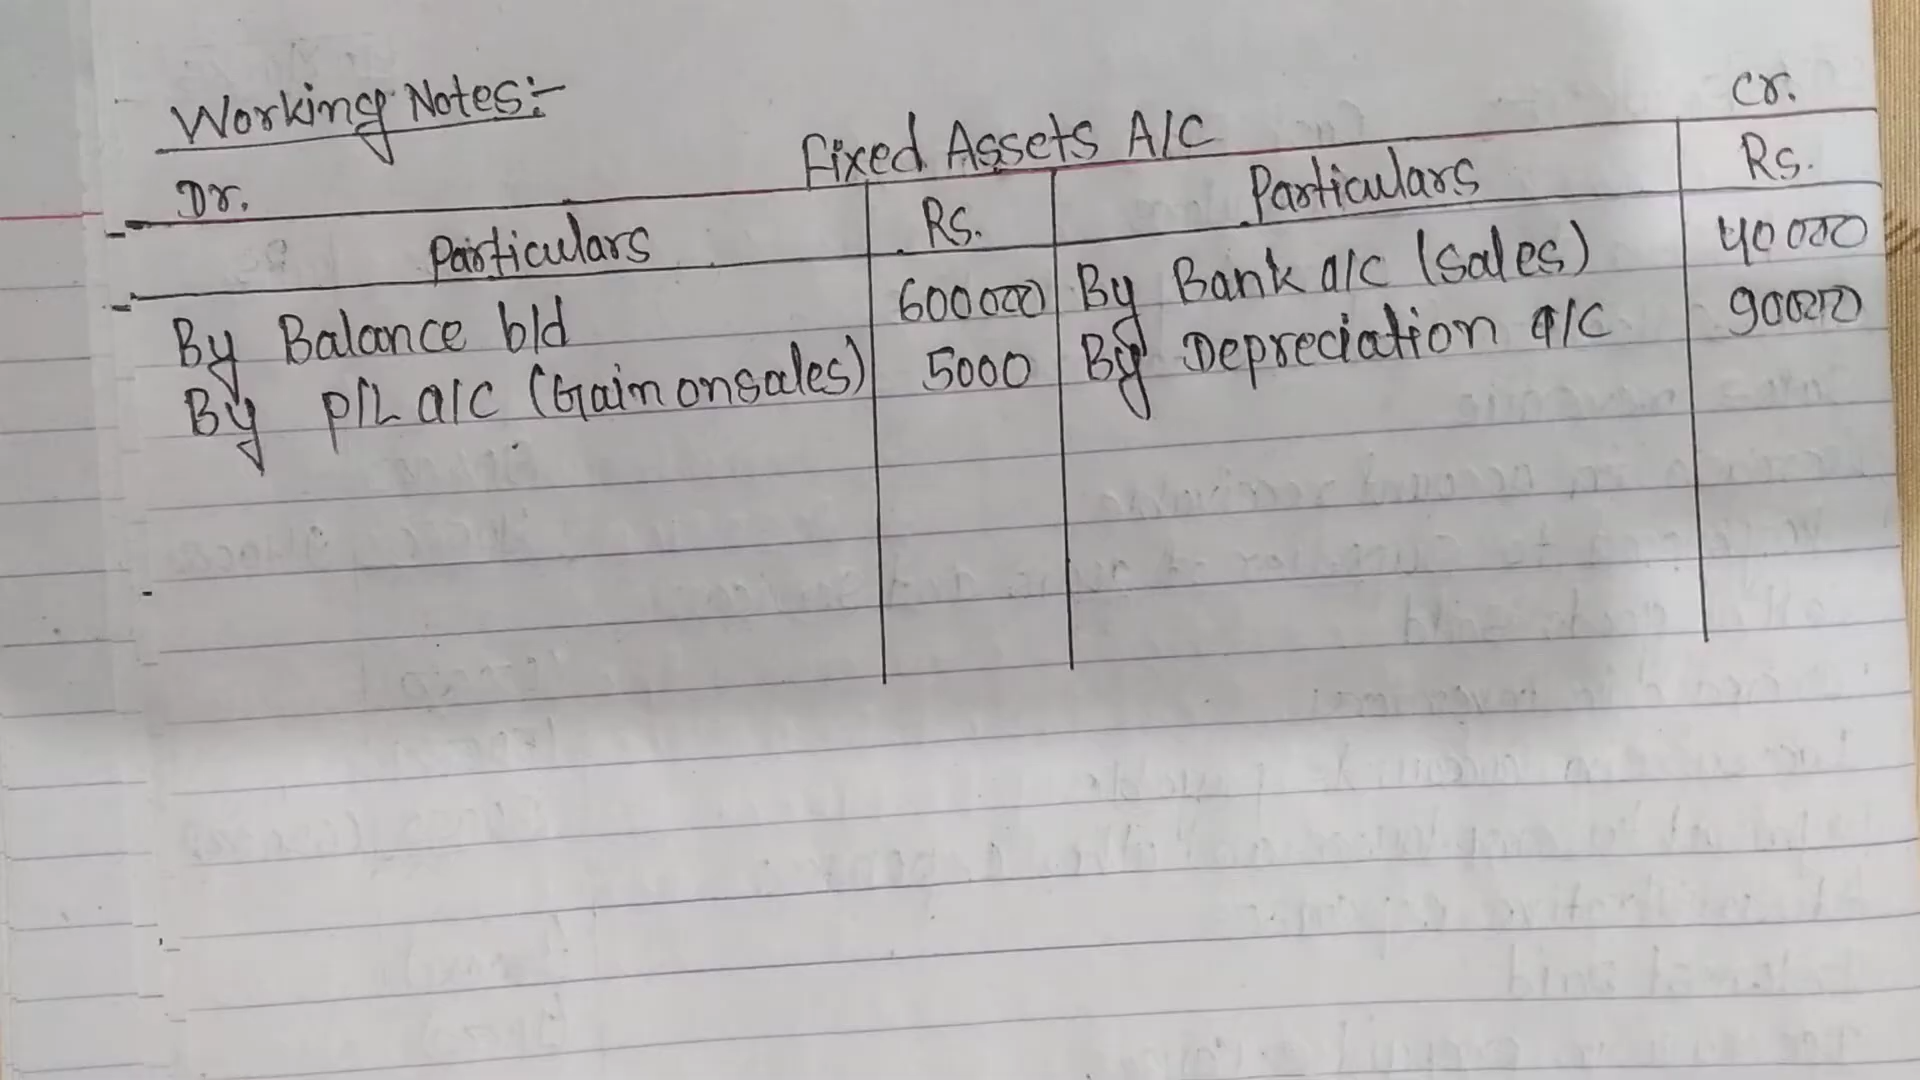 Working Notes:-
Cr.
Fixed Assets A/C
Dr.
Particulars Rs. Particulars Rs.
By Balance b/d 600000 By Bank a/c (sales) 40000
By P/L a/c (Gain on sales) 5000 By Depreciation a/c 90000